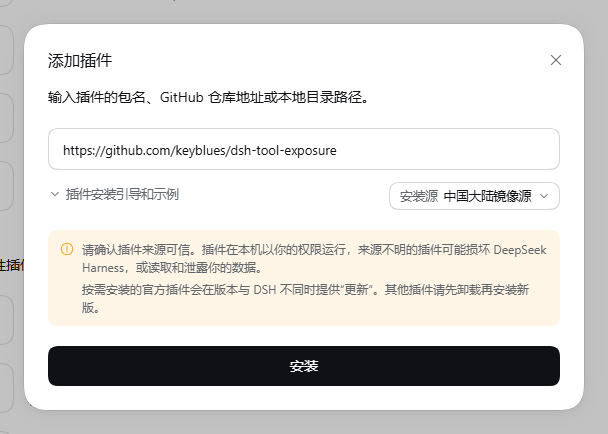 添加插件
输入插件的包名、GitHub 仓库地址或本地目录路径。
https://github.com/keyblues/dsh-tool-exposure
插件安装引导和示例
安装源 中国大陆镜像源
请确认插件来源可信。插件在本机以你的权限运行，来源不明的插件可能损坏 DeepSeek
Harness，或读取和泄露你的数据。
按需安装的官方插件会在版本与 DSH 不同时提供“更新”。其他插件请先卸载再安装新
版。
安装